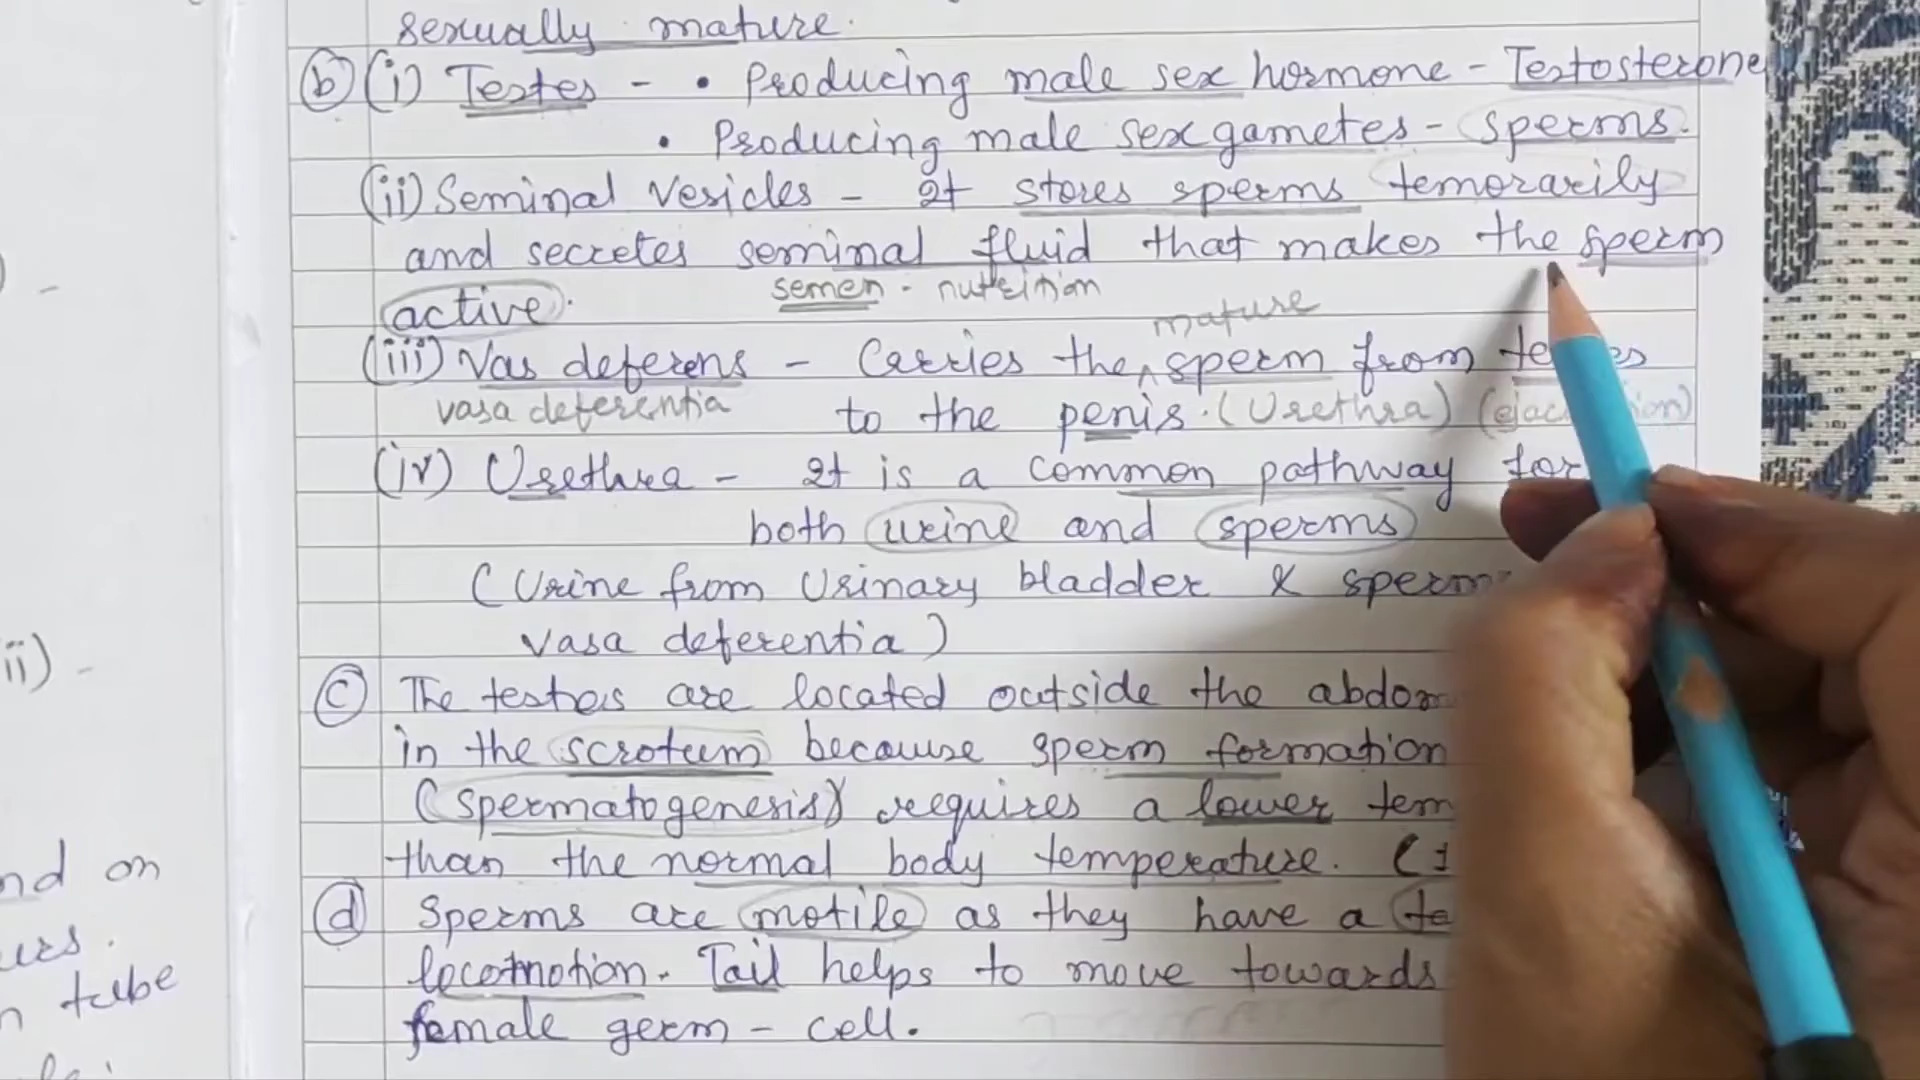 sexually mature.
(b) (i) Testes - • Producing male sex hormone - Testosterone
• Producing male sex gametes - sperms.
(ii) Seminal Vesicles - It stores sperms temorarily
and secretes seminal fluid that makes the sperm
active. semen - nutrition
mature
(iii) Vas deferens - Carries the ^ sperm from
vasa deferentia to the penis. (Urethra)
(iv) Urethra - It is a common pathway for
both urine and sperms
(Urine from Urinary bladder & sperm
vasa deferentia)
(c) The testes are located outside the
in the scrotum because sperm formation
(spermatogenesis) requires a lower
than the normal body temperature. (
(d) Sperms are motile as they have a
locomotion. Tail helps to move towards
female germ - cell.
ii) -
nd on
tube